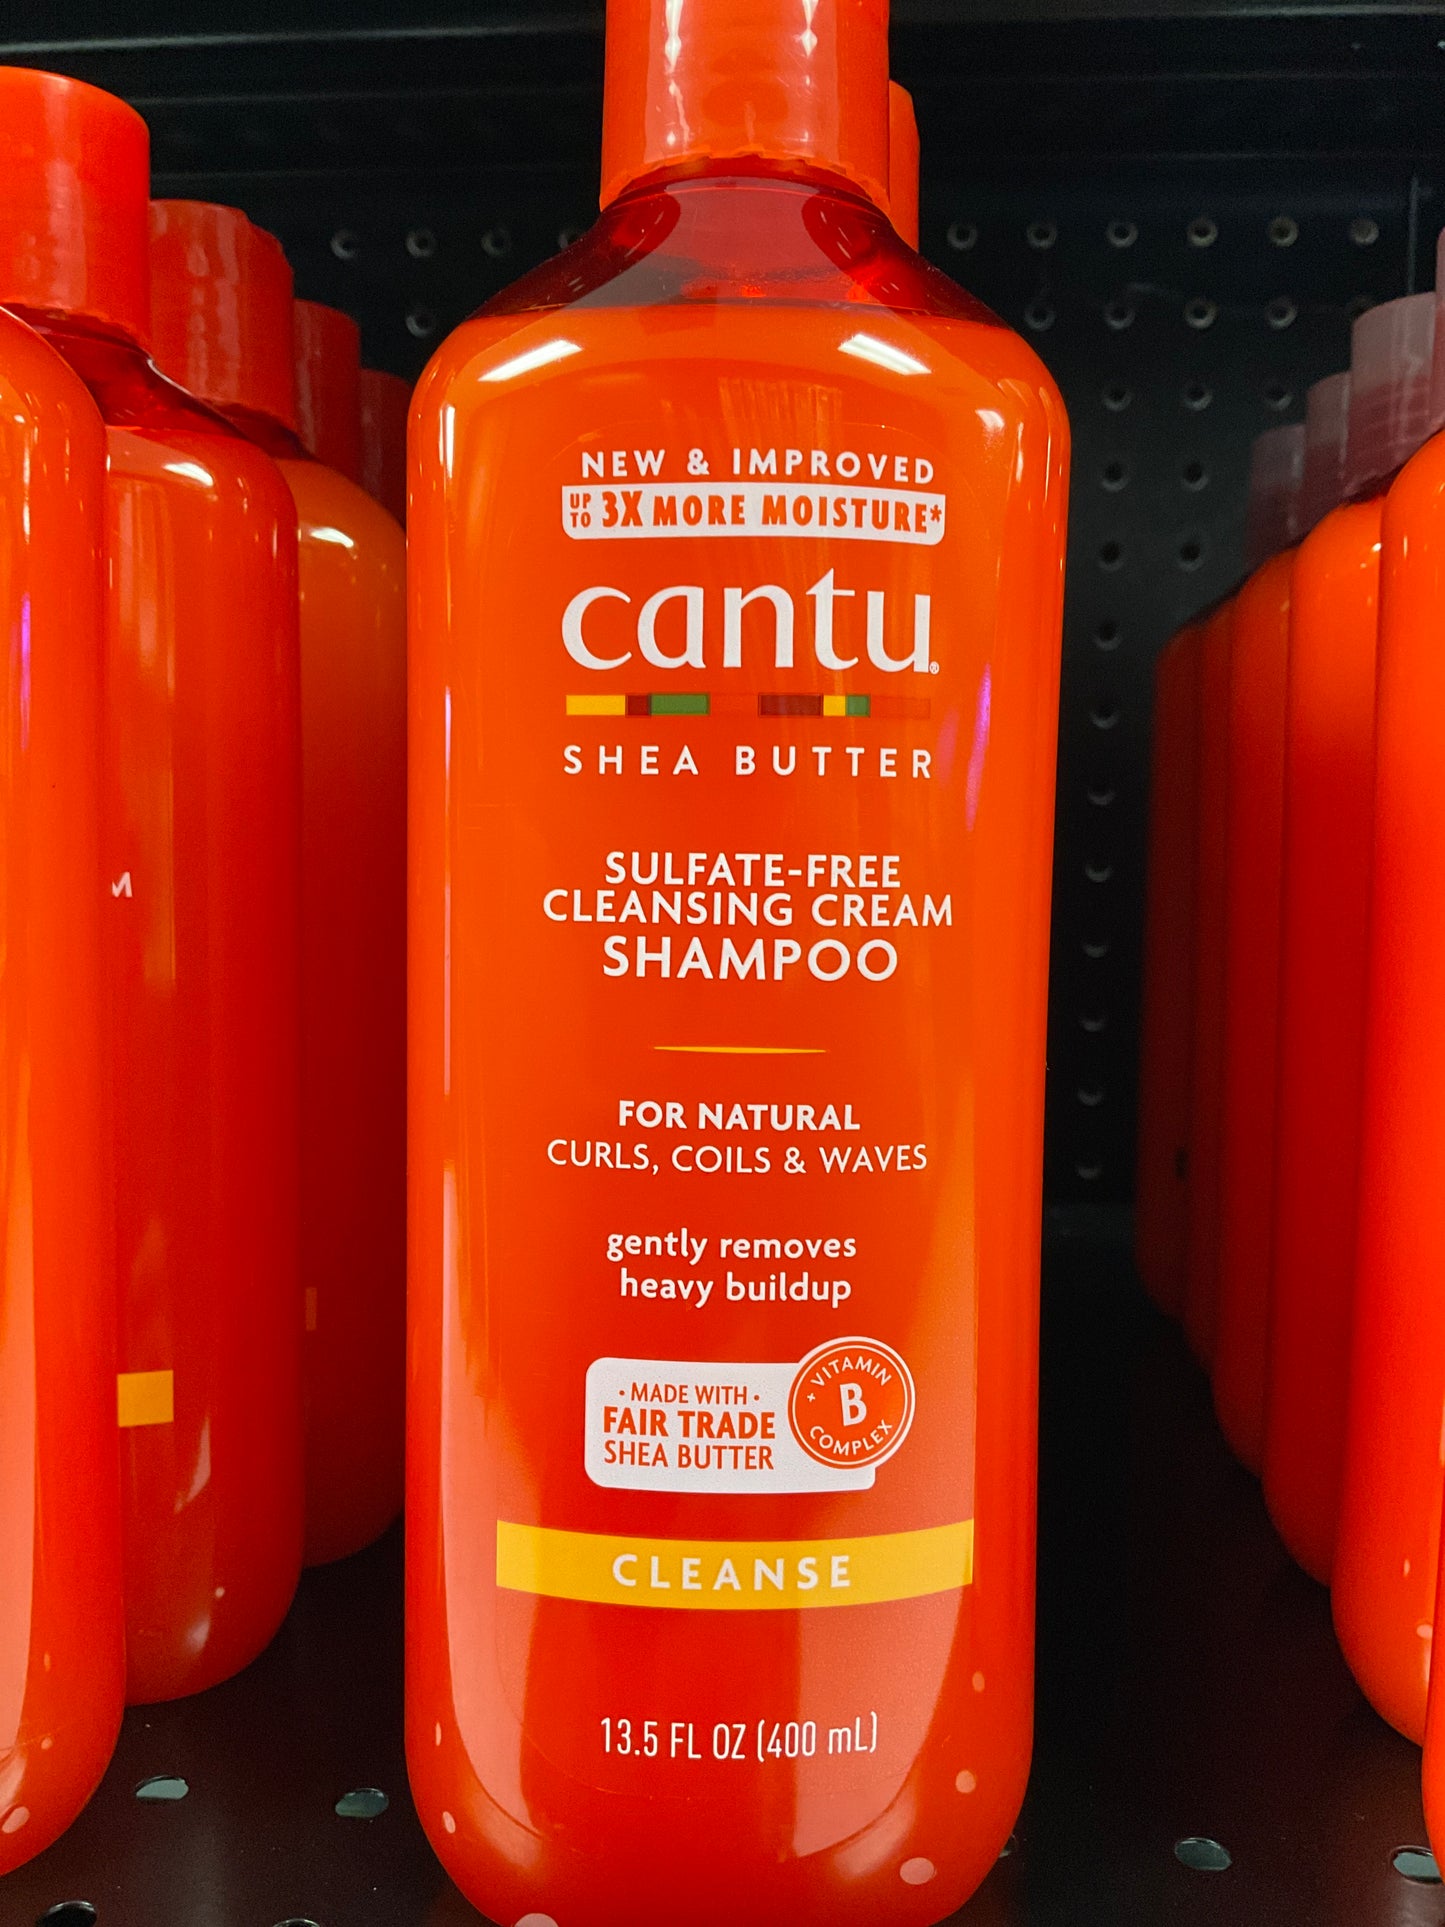 NEW & IMPROVED
UP TO 3X MORE MOISTURE*
cantu®
SHEA BUTTER
SULFATE-FREE
CLEANSING CREAM
SHAMPOO
FOR NATURAL
CURLS, COILS & WAVES
gently removes
heavy buildup
• MADE WITH •
FAIR TRADE
SHEA BUTTER
+ VITAMIN
B
COMPLEX
CLEANSE
13.5 FL OZ (400 mL)
M